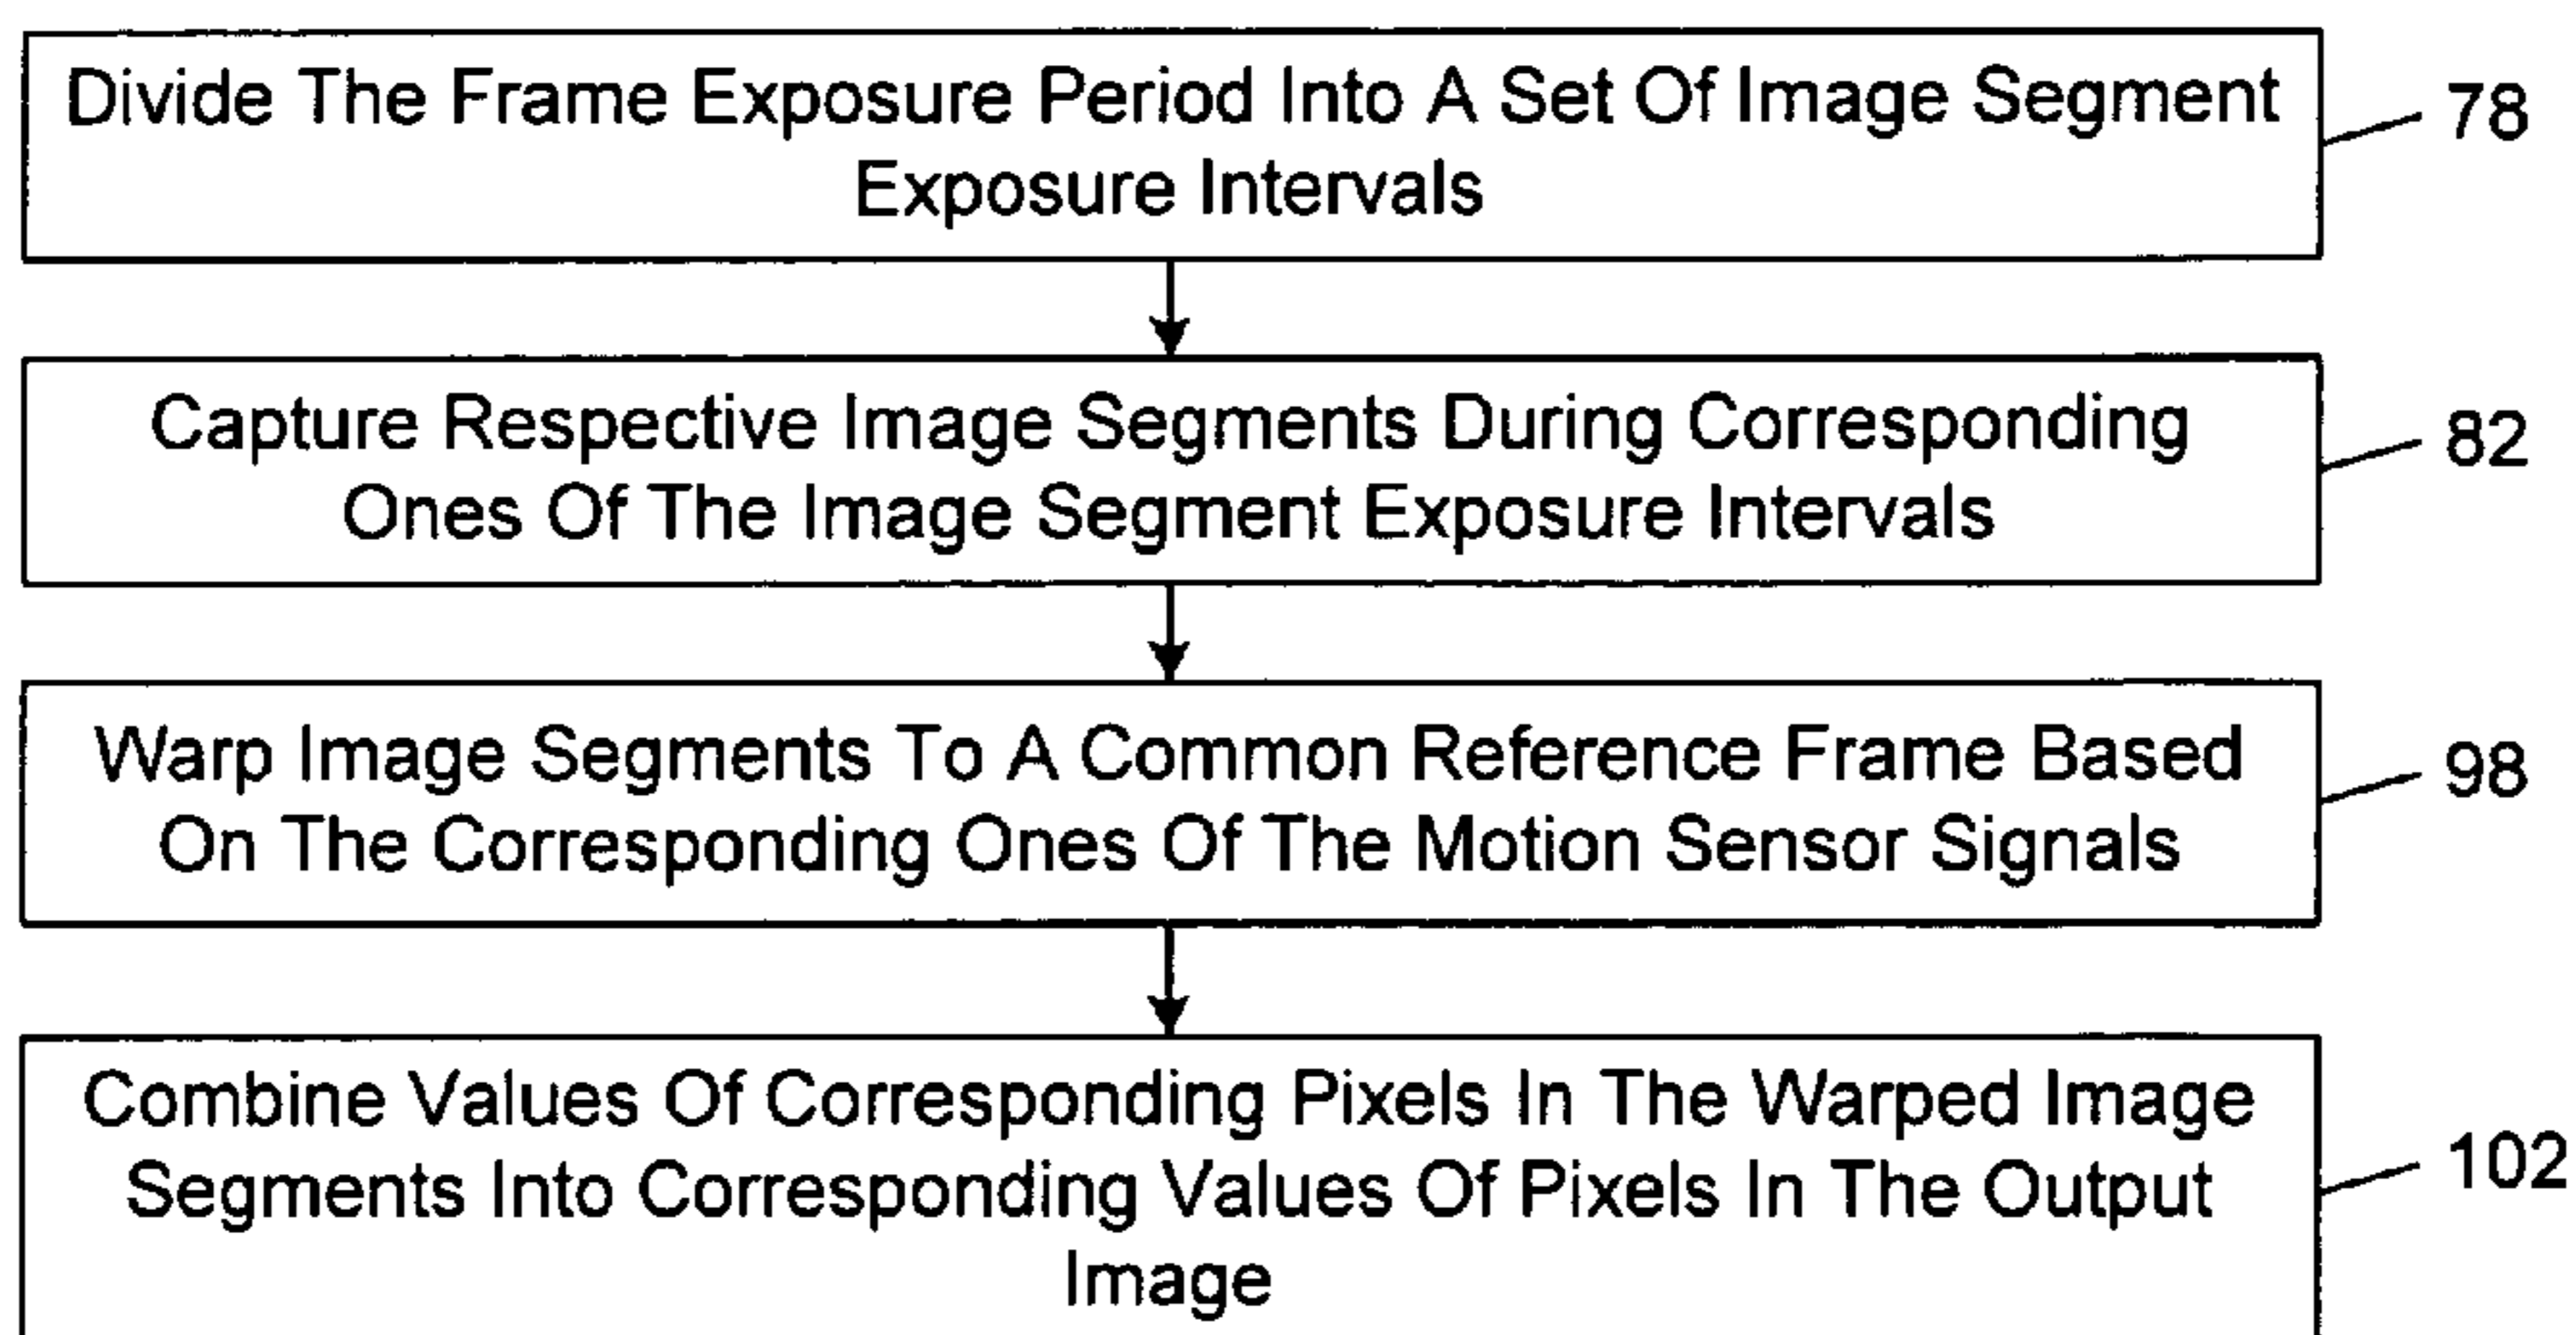 Divide The Frame Exposure Period Into A Set Of Image Segment
Exposure Intervals
78
Capture Respective Image Segments During Corresponding
Ones Of The Image Segment Exposure Intervals
82
Warp Image Segments To A Common Reference Frame Based
On The Corresponding Ones Of The Motion Sensor Signals
98
Combine Values Of Corresponding Pixels In The Warped Image
Segments Into Corresponding Values Of Pixels In The Output
Image
102